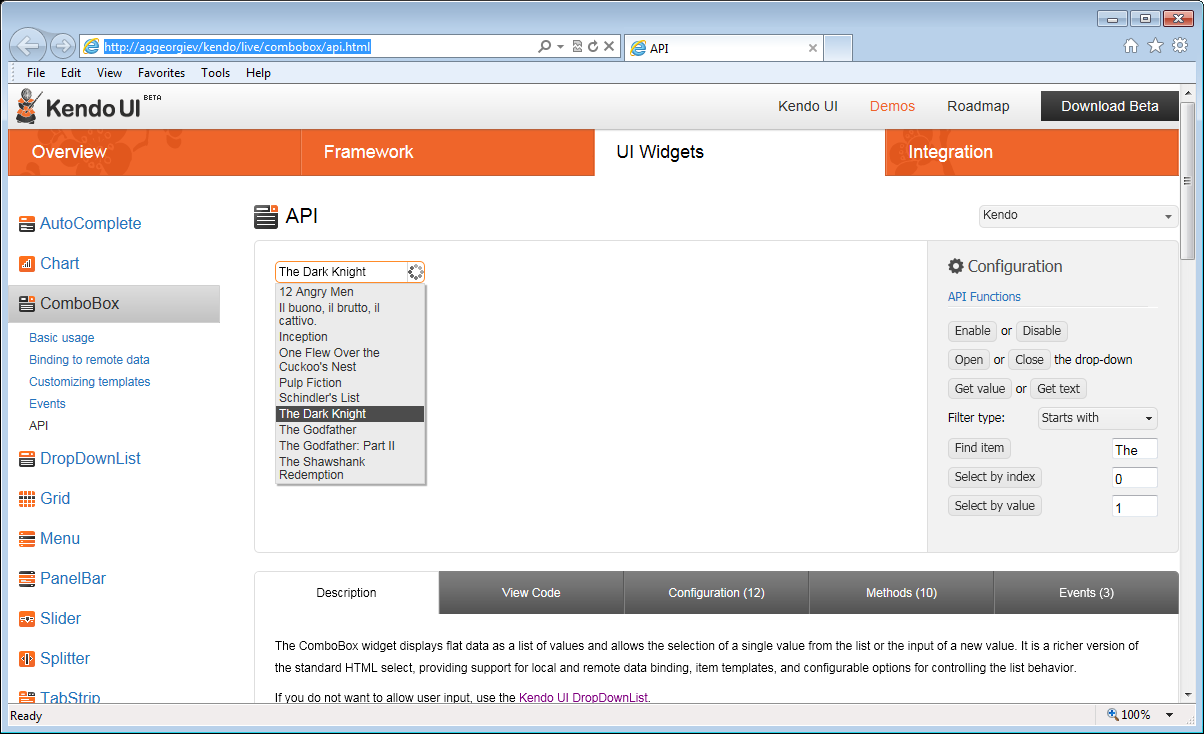 http://aggeorgiev/kendo/live/combobox/api.html
API
File Edit View Favorites Tools Help
Kendo UI BETA
Kendo UI Demos Roadmap Download Beta
Overview Framework UI Widgets Integration
AutoComplete
Chart
ComboBox
Basic usage
Binding to remote data
Customizing templates
Events
API
DropDownList
Grid
Menu
PanelBar
Slider
Splitter
TabStrip
API
Kendo
The Dark Knight
12 Angry Men
Il buono, il brutto, il
cattivo.
Inception
One Flew Over the
Cuckoo's Nest
Pulp Fiction
Schindler's List
The Dark Knight
The Godfather
The Godfather: Part II
The Shawshank
Redemption
Configuration
API Functions
Enable or Disable
Open or Close the drop-down
Get value or Get text
Filter type: Starts with
Find item The
Select by index 0
Select by value 1
Description View Code Configuration (12) Methods (10) Events (3)
The ComboBox widget displays flat data as a list of values and allows the selection of a single value from the list or the input of a new value. It is a richer version of
the standard HTML select, providing support for local and remote data binding, item templates, and configurable options for controlling the list behavior.
If you do not want to allow user input, use the Kendo UI DropDownList.
Ready
100%